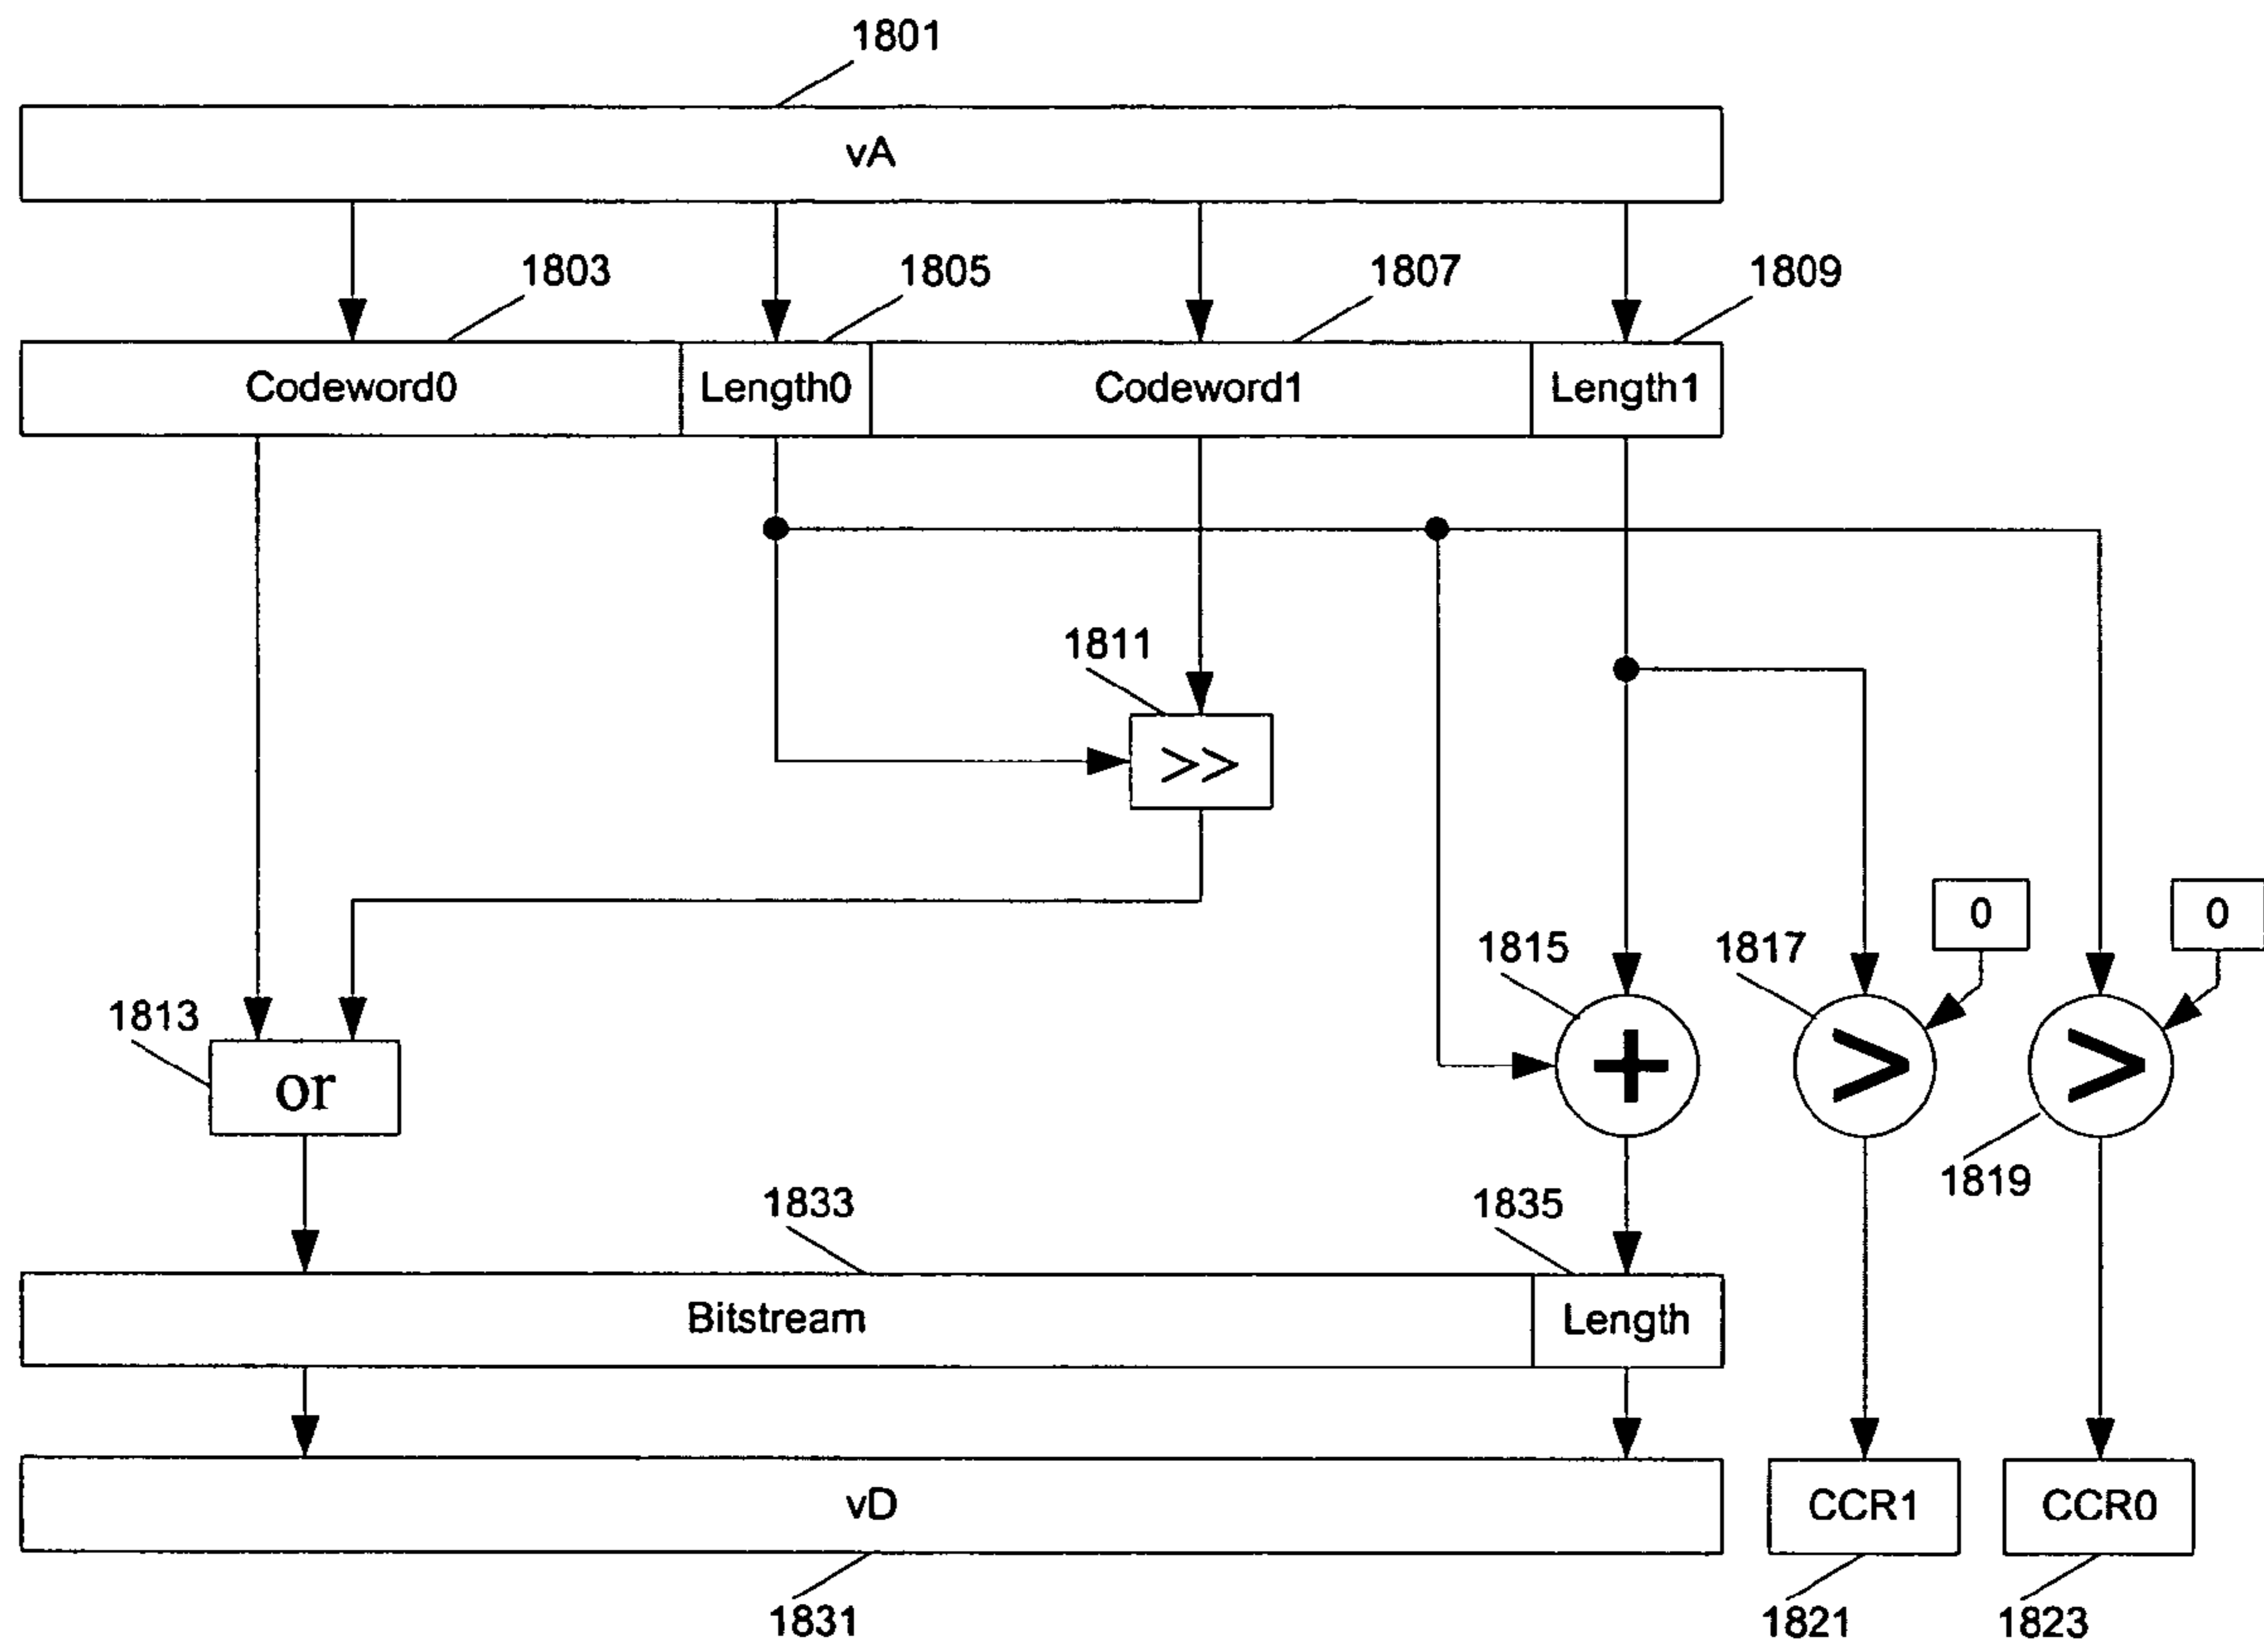 1801
vA
1803 1805 1807 1809
Codeword0 Length0 Codeword1 Length1
1811
>>
0 0
1815 1817
1813
or + > >
1819
1833 1835
Bitstream Length
vD CCR1 CCR0
1831 1821 1823